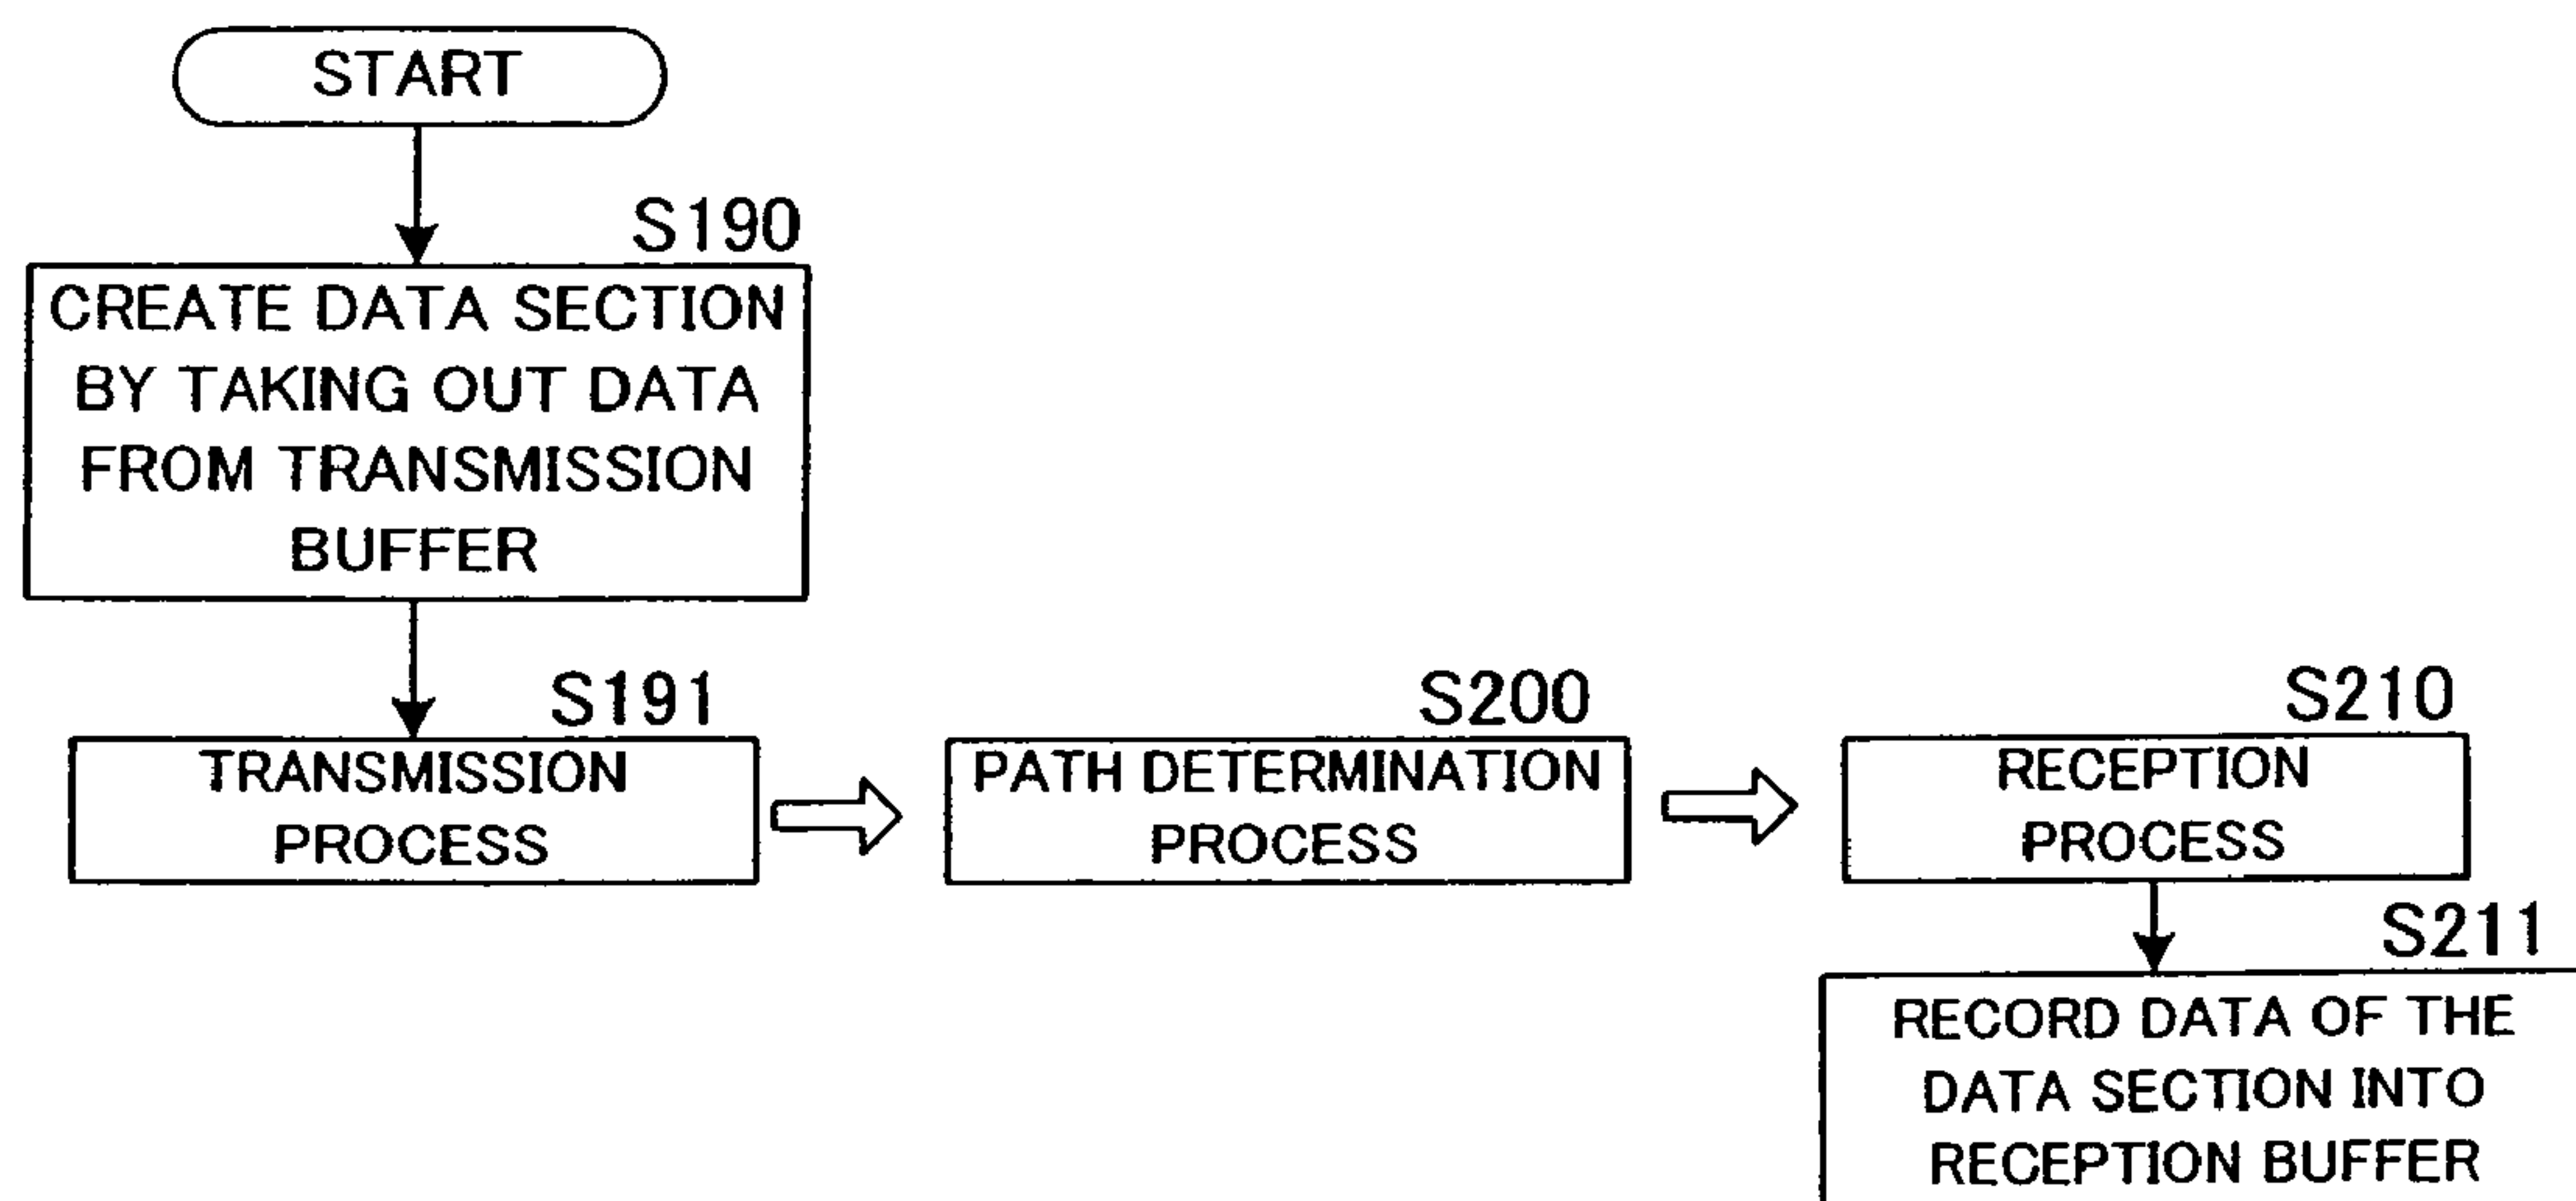 START
S190
CREATE DATA SECTION
BY TAKING OUT DATA
FROM TRANSMISSION
BUFFER
S191
TRANSMISSION
PROCESS
S200
PATH DETERMINATION
PROCESS
S210
RECEPTION
PROCESS
S211
RECORD DATA OF THE
DATA SECTION INTO
RECEPTION BUFFER